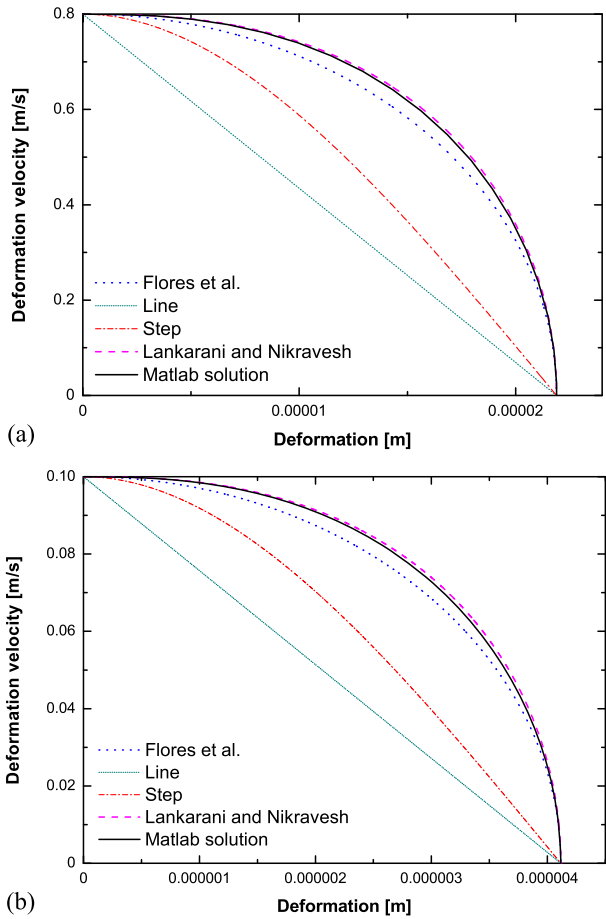 0.8
0.6
0.4
0.2
0
Deformation velocity [m/s]
Flores et al.
Line
Step
Lankarani and Nikravesh
Matlab solution
0
0.00001
0.00002
(a)
Deformation [m]
0.10
0.08
0.06
0.04
0.02
0
Deformation velocity [m/s]
Flores et al.
Line
Step
Lankarani and Nikravesh
Matlab solution
0
0.000001
0.000002
0.000003
0.000004
(b)
Deformation [m]